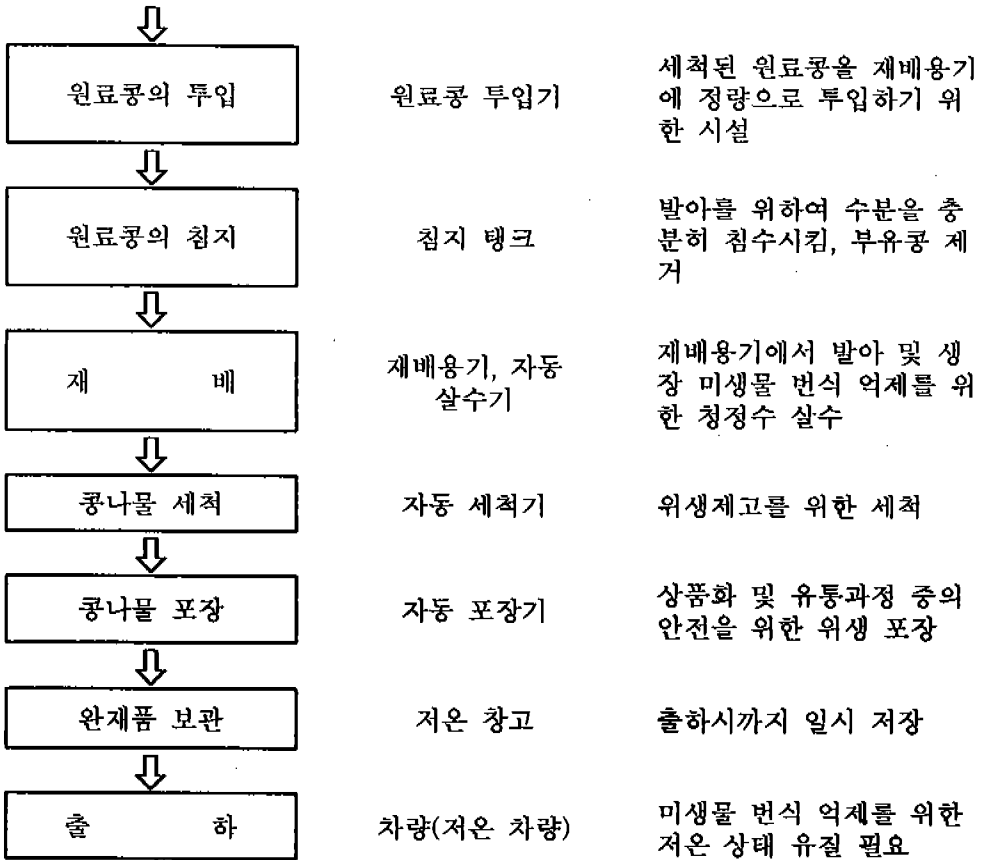 원료콩의 투입 원료콩 투입기 세척된 원료콩을 재배용기
에 정량으로 투입하기 위
한 시설
원료콩의 침지 침지 탱크 발아를 위하여 수분을 충
분히 침수시킴, 부유콩 제
거
재 배 재배용기, 자동
살수기
재배용기에서 발아 및 생
장 미생물 번식 억제를 위
한 청정수 살수
콩나물 세척 자동 세척기 위생제고를 위한 세척
콩나물 포장 자동 포장기 상품화 및 유통과정 중의
안전을 위한 위생 포장
완재품 보관 저온 창고 출하시까지 일시 저장
출 하 차량(저온 차량) 미생물 번식 억제를 위한
저온 상태 유질 필요